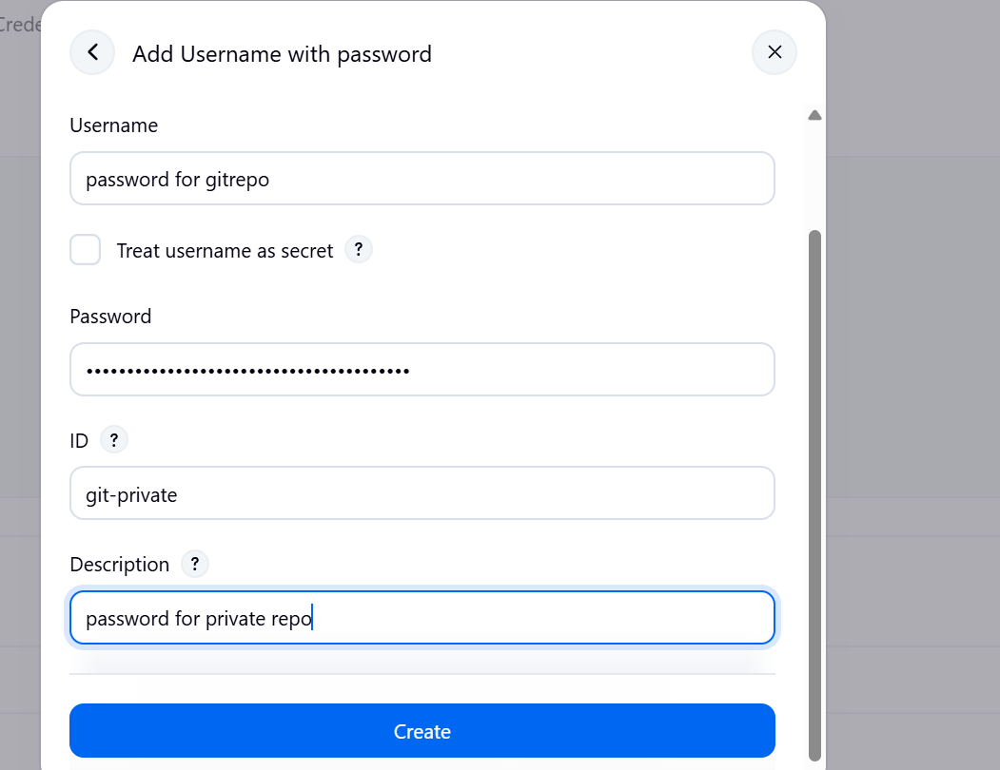 Crede
Add Username with password
Username
password for gitrepo
Treat username as secret ?
Password
••••••••••••••••••••••••••••••••••••••••
ID ?
git-private
Description ?
password for private repo
Create